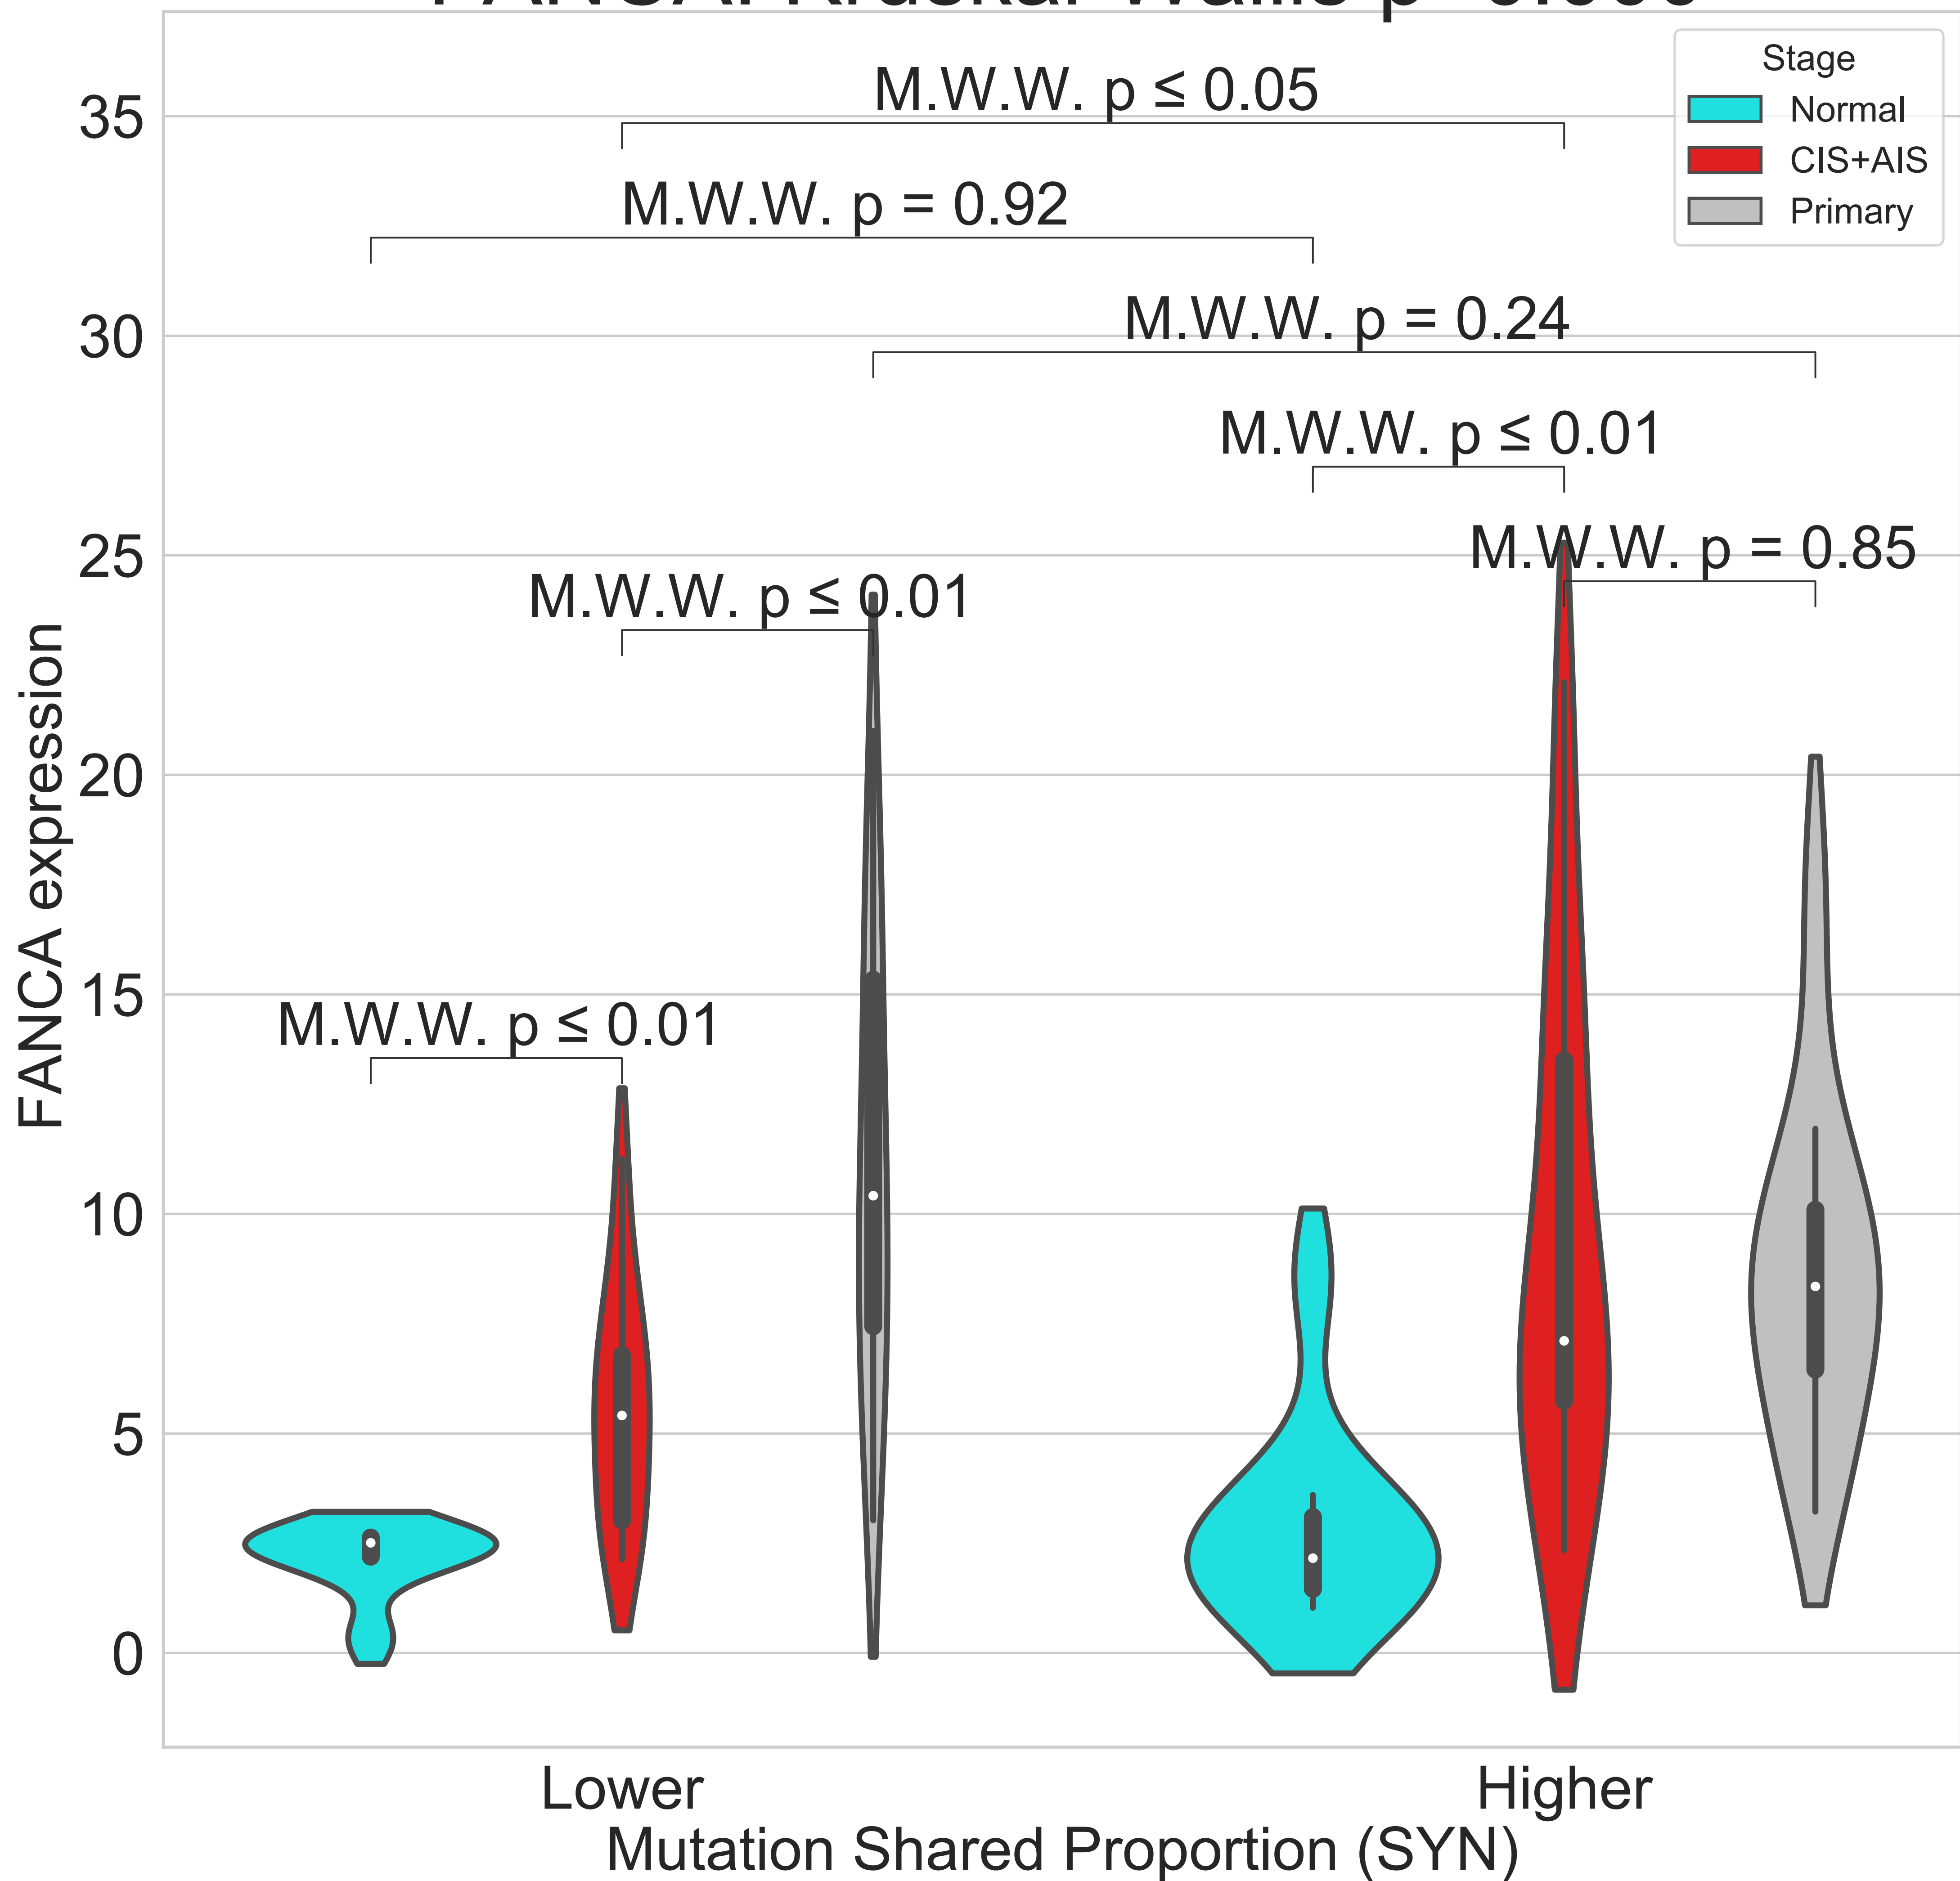 Stage
Normal
CIS+AIS
Primary
M.W.W. p ≤ 0.05
M.W.W. p = 0.92
M.W.W. p = 0.24
M.W.W. p ≤ 0.01
M.W.W. p = 0.85
M.W.W. p ≤ 0.01
M.W.W. p ≤ 0.01
35
30
25
20
15
10
5
0
FANCA expression
Lower
Higher
Mutation Shared Proportion (SYN)